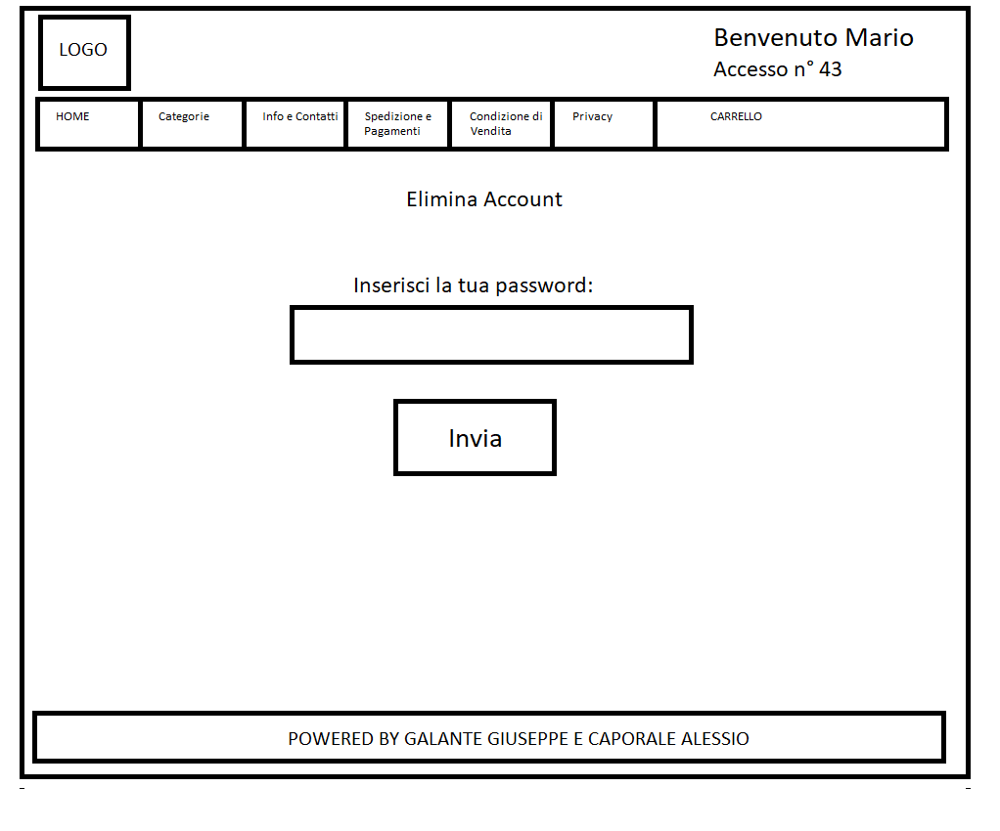 LOGO
Benvenuto Mario
Accesso n° 43
HOME
Categorie
Info e Contatti
Spedizione e
Pagamenti
Condizione di
Vendita
Privacy
CARRELLO
Elimina Account
Inserisci la tua password:
Invia
POWERED BY GALANTE GIUSEPPE E CAPORALE ALESSIO